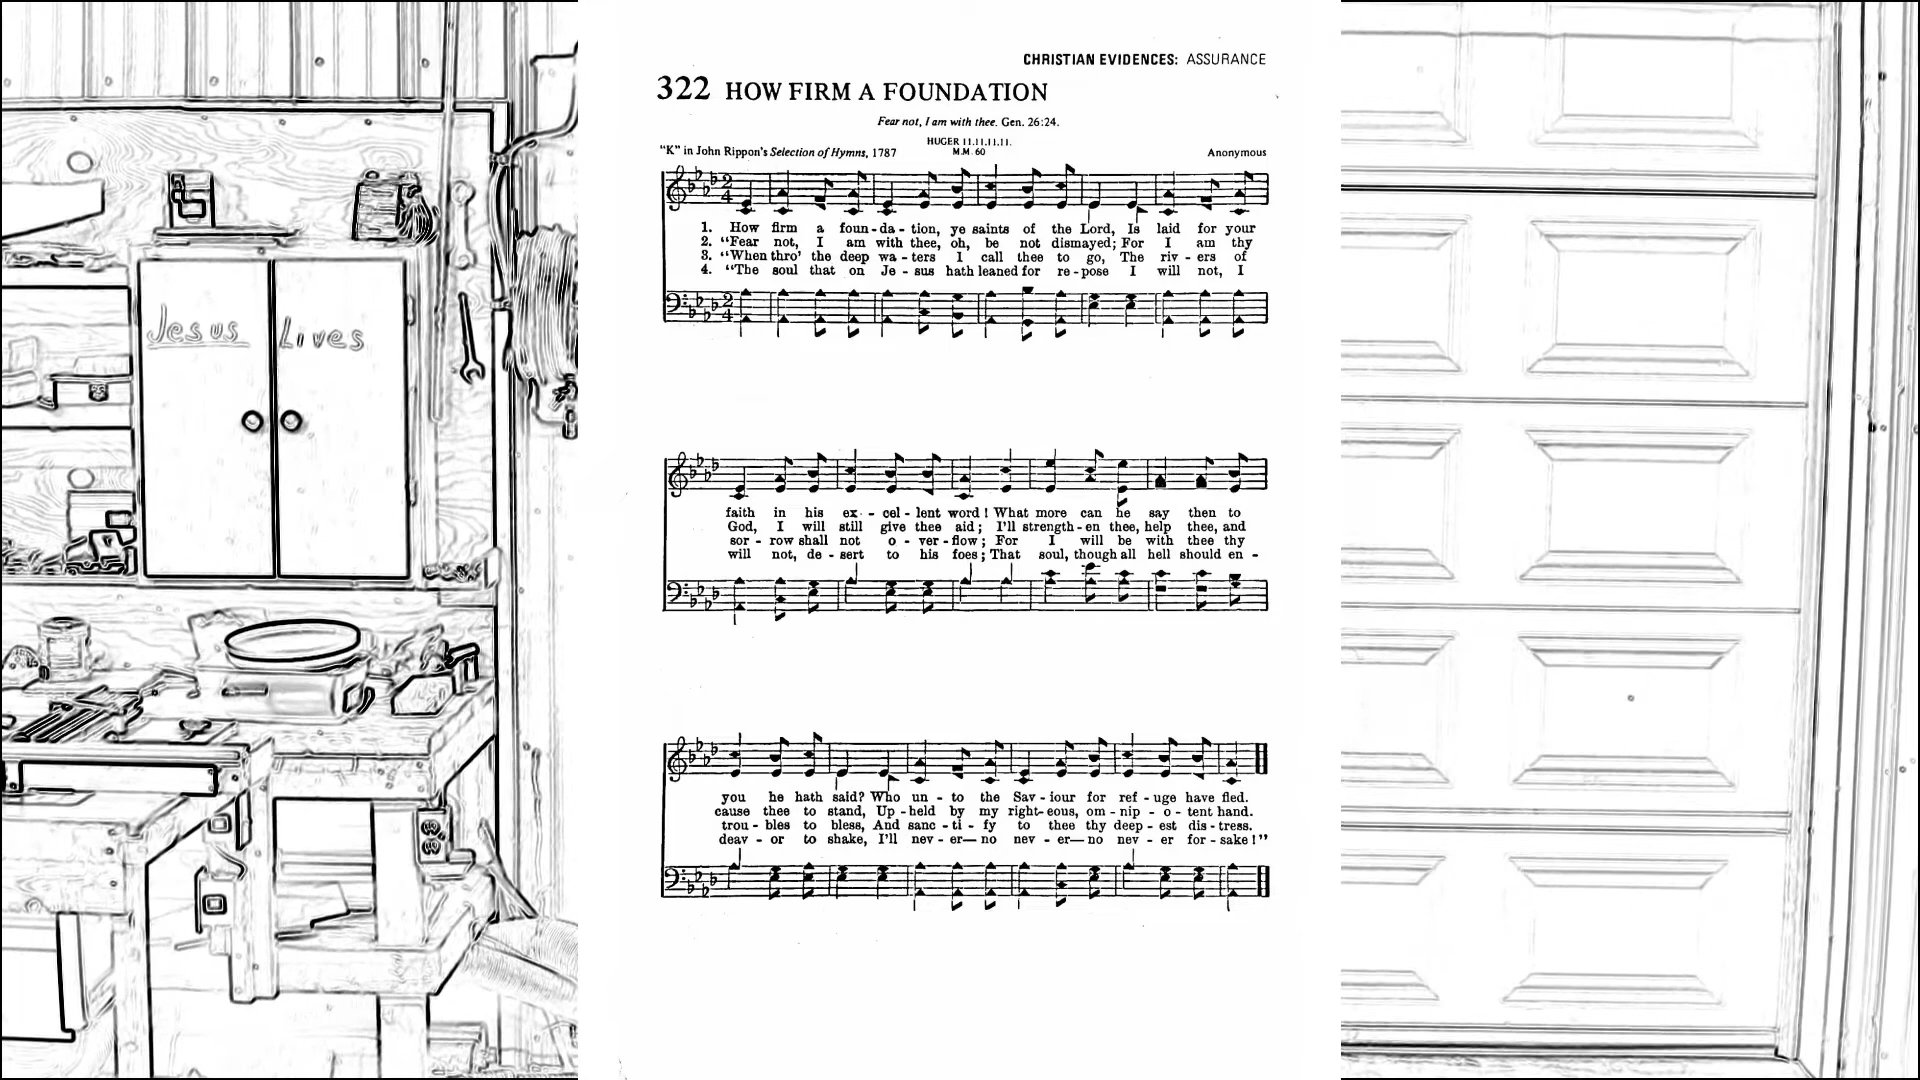 Jesus Lives
CHRISTIAN EVIDENCES: ASSURANCE
322 HOW FIRM A FOUNDATION
Fear not, I am with thee. Gen. 26:24.
HUGER 11.11.11.11.
"K" in John Rippon's Selection of Hymns, 1787 M.M. 60 Anonymous
1. How firm a foun - da - tion, ye saints of the Lord, Is laid for your
2. "Fear not, I am with thee, oh, be not dismayed; For I am thy
3. "When thro' the deep wa - ters I call thee to go, The riv - ers of
4. "The soul that on Je - sus hath leaned for re - pose I will not, I
faith in his ex - cel - lent word! What more can he say then to
God, I will still give thee aid; I'll strength - en thee, help thee, and
sor - row shall not o - ver - flow; For I will be with thee thy
will not, de - sert to his foes; That soul, though all hell should en -
you he hath said? Who un - to the Sav - iour for ref - uge have fled.
cause thee to stand, Up - held by my right - eous, om - nip - o - tent hand.
trou - bles to bless, And sanc - ti - fy to thee thy deep - est dis - tress.
deav - or to shake, I'll nev - er— no nev - er— no nev - er for - sake!"